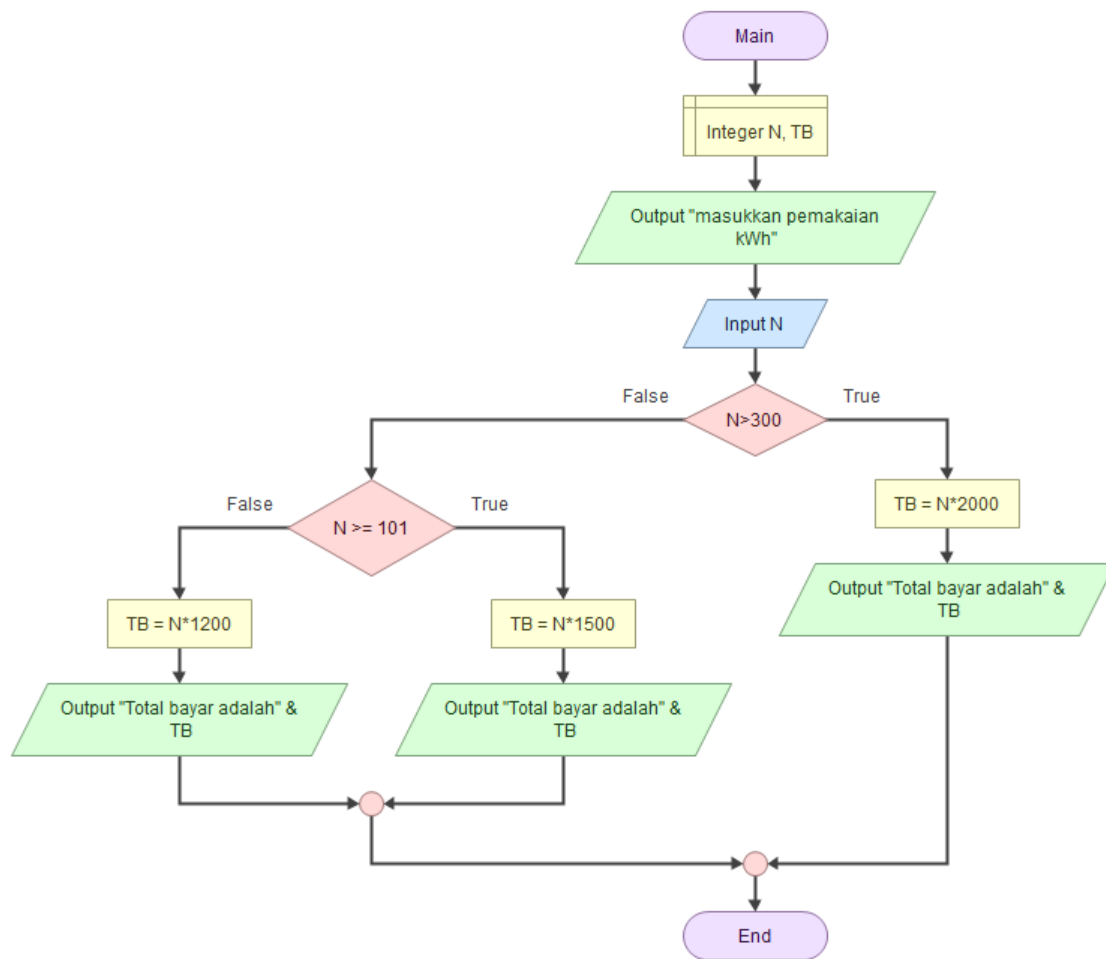 Main
Integer N, TB
Output "masukkan pemakaian
kWh"
Input N
False
True
N>300
False
True
N >= 101
TB = N*2000
Output "Total bayar adalah" &
TB
TB = N*1200
TB = N*1500
Output "Total bayar adalah" &
TB
Output "Total bayar adalah" &
TB
End